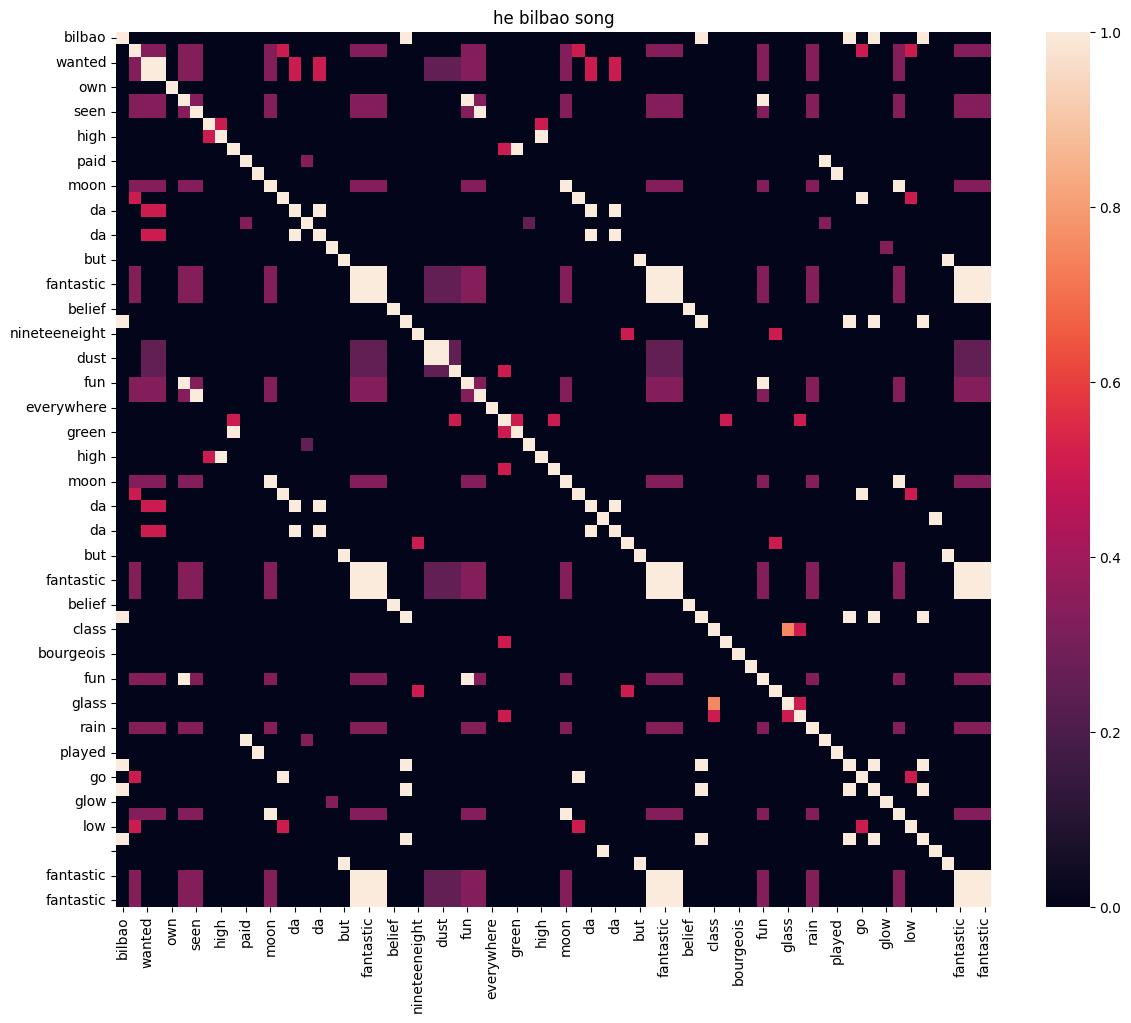 he bilbao song
bilbao
wanted
own
seen
high
paid
moon
da
da
but
fantastic
belief
nineteeneight
dust
fun
everywhere
green
high
moon
da
da
but
fantastic
belief
class
bourgeois
fun
glass
rain
played
go
glow
low
fantastic
fantastic
bilbao
wanted
own
seen
high
paid
moon
da
da
but
fantastic
belief
nineteeneight
dust
fun
everywhere
green
high
moon
da
da
but
fantastic
belief
class
bourgeois
fun
glass
rain
played
go
glow
low
fantastic
fantastic
1.0
0.8
0.6
0.4
0.2
0.0